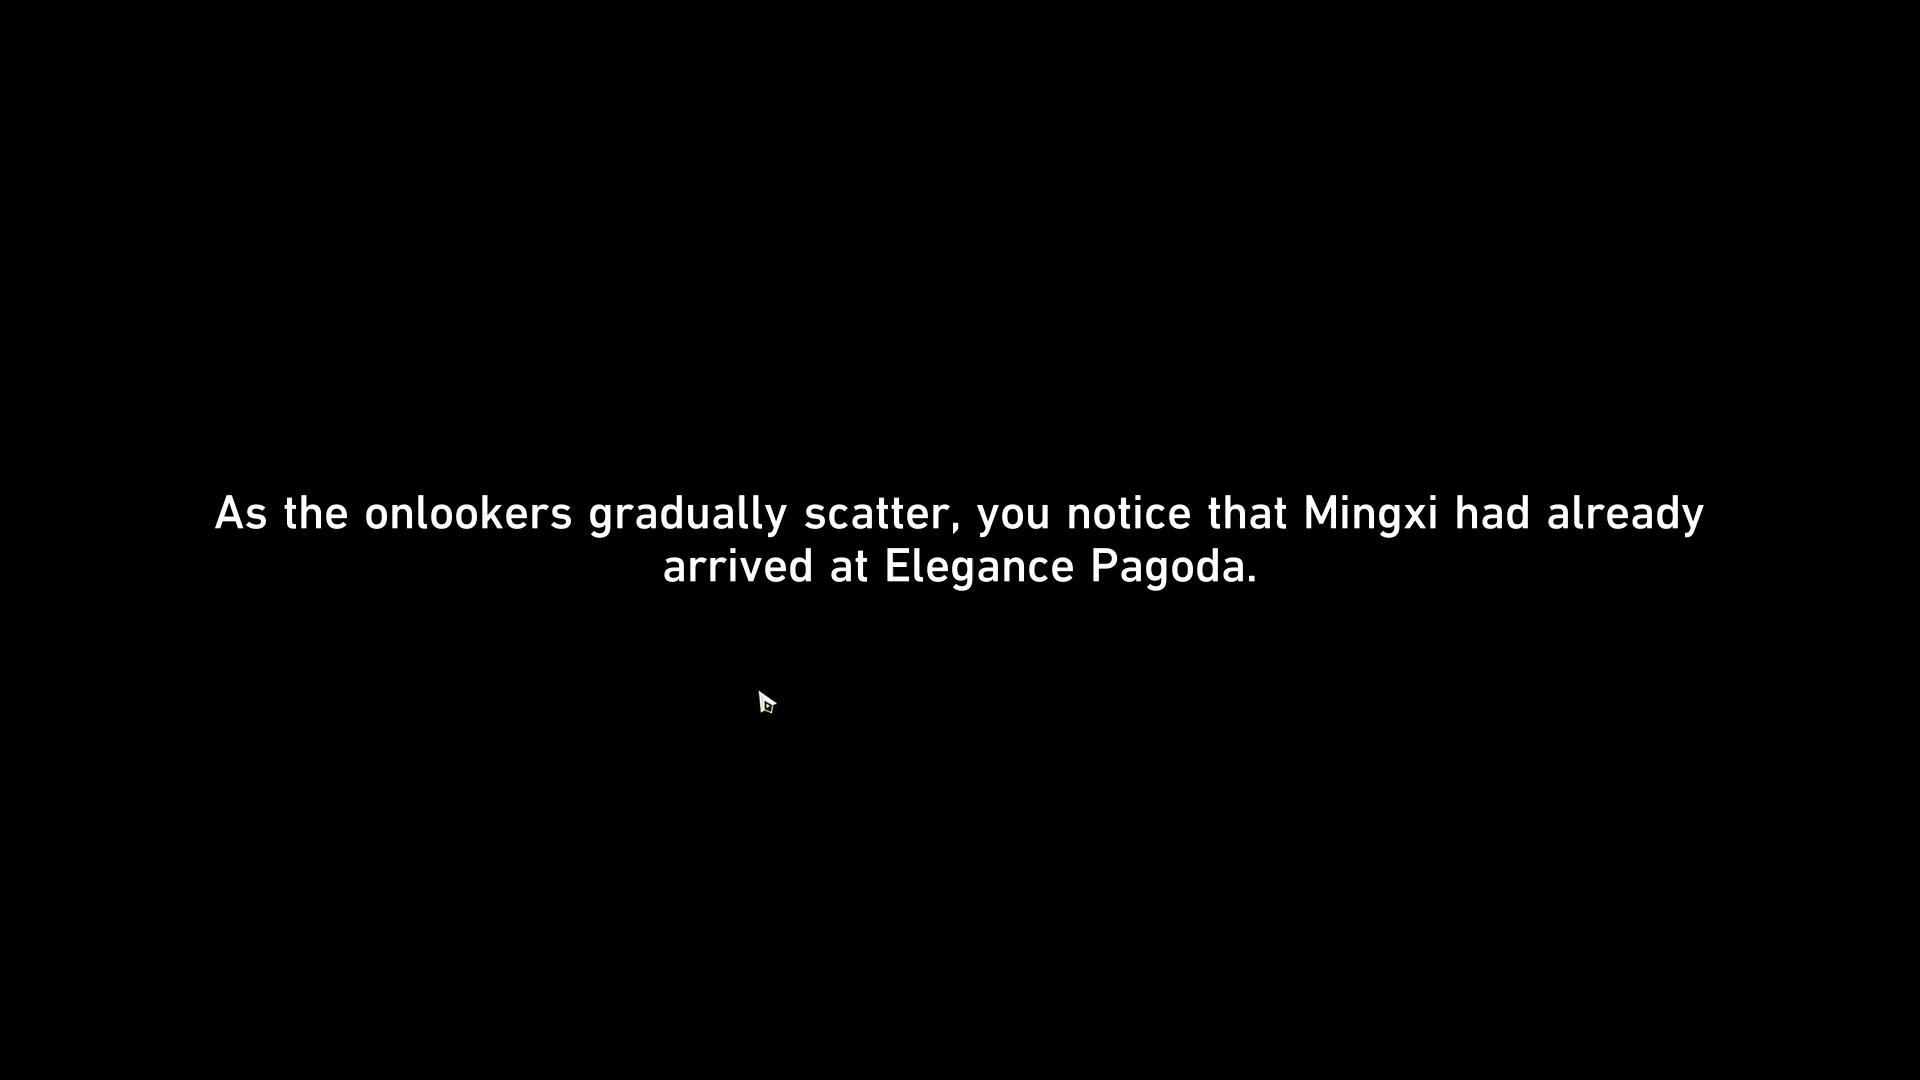 As the onlookers gradually scatter, you notice that Mingxi had already
arrived at Elegance Pagoda.